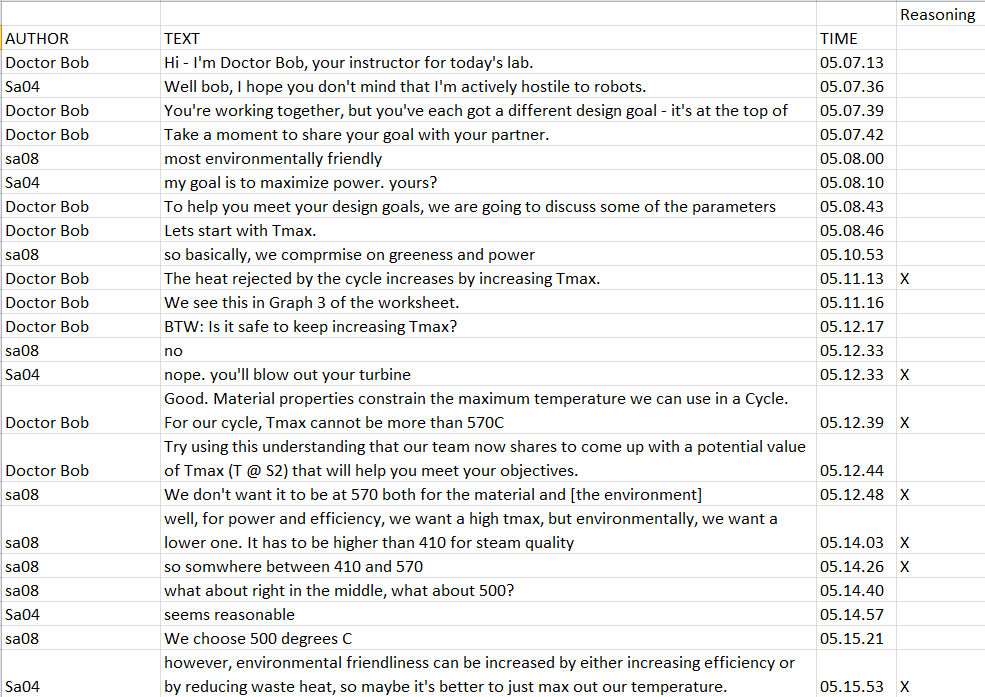 Reasoning
AUTHOR TEXT TIME
Doctor Bob Hi - I'm Doctor Bob, your instructor for today's lab. 05.07.13
Sa04 Well bob, I hope you don't mind that I'm actively hostile to robots. 05.07.36
Doctor Bob You're working together, but you've each got a different design goal - it's at the top of 05.07.39
Doctor Bob Take a moment to share your goal with your partner. 05.07.42
sa08 most environmentally friendly 05.08.00
Sa04 my goal is to maximize power. yours? 05.08.10
Doctor Bob To help you meet your design goals, we are going to discuss some of the parameters 05.08.43
Doctor Bob Lets start with Tmax. 05.08.46
sa08 so basically, we comprmise on greeness and power 05.10.53
Doctor Bob The heat rejected by the cycle increases by increasing Tmax. 05.11.13 X
Doctor Bob We see this in Graph 3 of the worksheet. 05.11.16
Doctor Bob BTW: Is it safe to keep increasing Tmax? 05.12.17
sa08 no 05.12.33
Sa04 nope. you'll blow out your turbine 05.12.33 X
Good. Material properties constrain the maximum temperature we can use in a Cycle.
Doctor Bob For our cycle, Tmax cannot be more than 570C 05.12.39 X
Try using this understanding that our team now shares to come up with a potential value
Doctor Bob of Tmax (T @ S2) that will help you meet your objectives. 05.12.44
sa08 We don't want it to be at 570 both for the material and [the environment] 05.12.48 X
well, for power and efficiency, we want a high tmax, but environmentally, we want a
sa08 lower one. It has to be higher than 410 for steam quality 05.14.03 X
sa08 so somwhere between 410 and 570 05.14.26 X
sa08 what about right in the middle, what about 500? 05.14.40
Sa04 seems reasonable 05.14.57
sa08 We choose 500 degrees C 05.15.21
however, environmental friendliness can be increased by either increasing efficiency or
Sa04 by reducing waste heat, so maybe it's better to just max out our temperature. 05.15.53 X